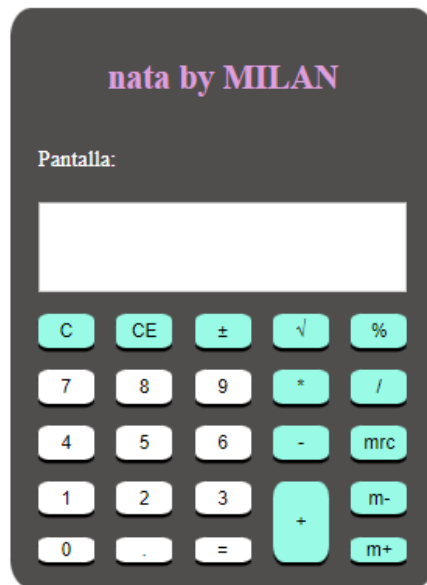 nata by MILAN
Pantalla:
C CE ± √ %
7 8 9 * /
4 5 6 - mrc
1 2 3 + m-
0 . = m+